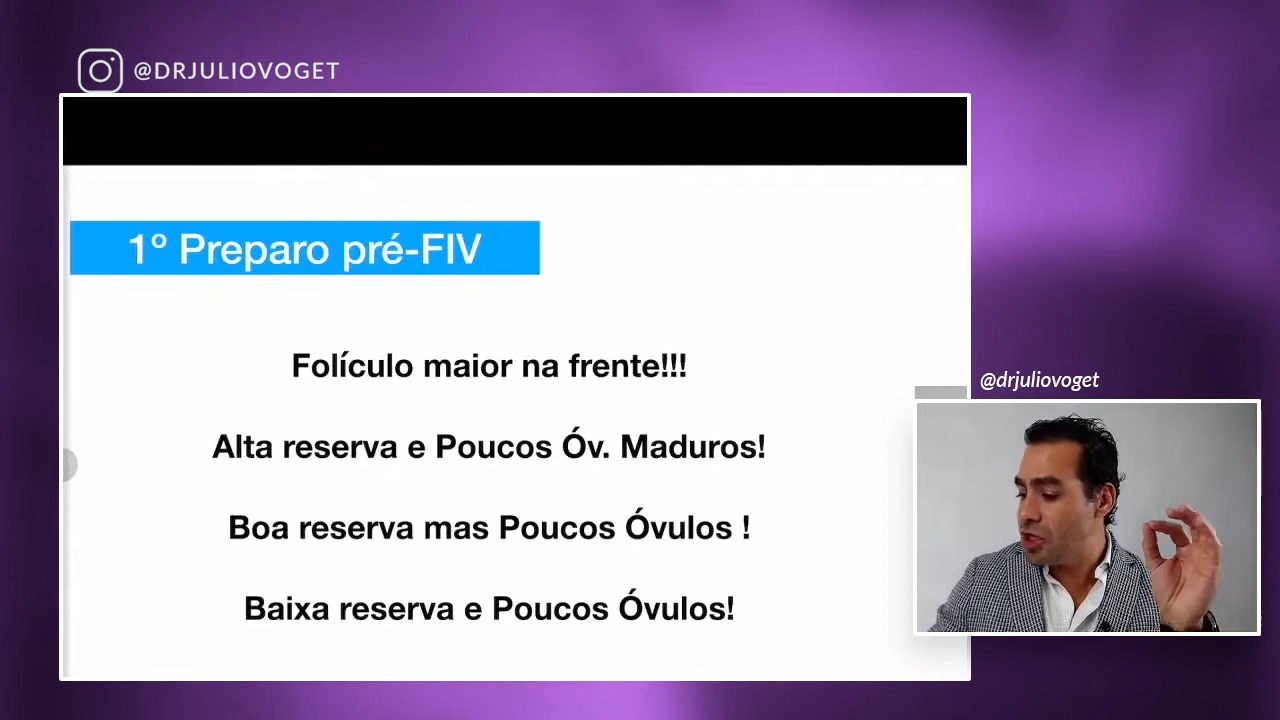 @DRJULIOVOGET
1º Preparo pré-FIV
Folículo maior na frente!!!
Alta reserva e Poucos Óv. Maduros!
Boa reserva mas Poucos Óvulos !
Baixa reserva e Poucos Óvulos!
@drjuliovoget